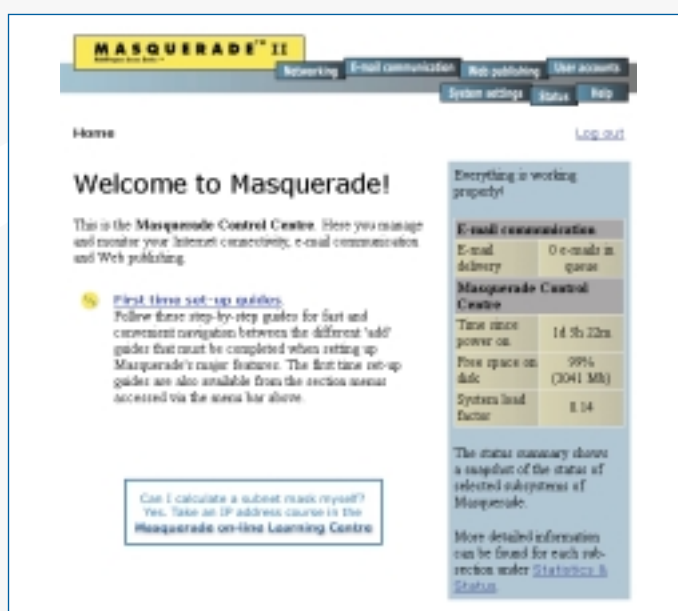 MASQUERADE™ II
Networking E-mail communication Web publishing User accounts
System settings Status Help
Home
Log out
Welcome to Masquerade!
This is the Masquerade Control Centre. Here you manage
and monitor your Internet connectivity, e-mail communication
and Web publishing.
First time set-up guides
Follow these step-by-step guides for fast and
convenient navigation between the different 'add'
guides that must be completed when setting up
Masquerade's major features. The first time set-up
guides are also available from the section menus
accessed via the menu bar above.
Can I calculate a subnet mask myself?
Yes. Take an IP address course in the
Masquerade on-line Learning Centre
Everything is working
properly!
E-mail communication
E-mail 0 e-mails in
delivery queue
Masquerade Control
Centre
Time since
power on 1d 5h 22m
Free space on 99%
disk (3041 Mb)
System load
factor 0.14
The status summary shows
a snapshot of the status of
selected subsystems of
Masquerade.
More detailed information
can be found for each sub-
section under Statistics &
Status